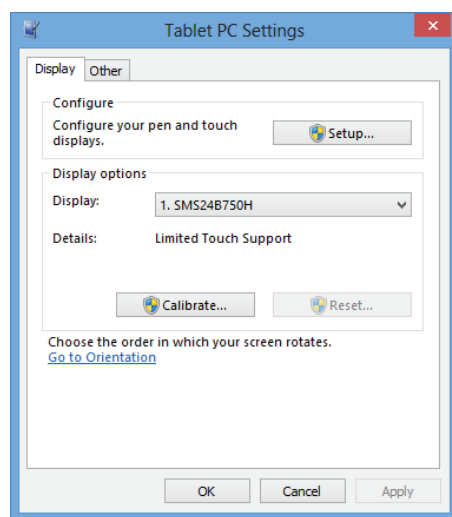 Tablet PC Settings
Display Other
Configure
Configure your pen and touch
displays.
Setup...
Display options
Display:
1. SMS24B750H
Details:
Limited Touch Support
Calibrate...
Reset...
Choose the order in which your screen rotates.
Go to Orientation
OK
Cancel
Apply